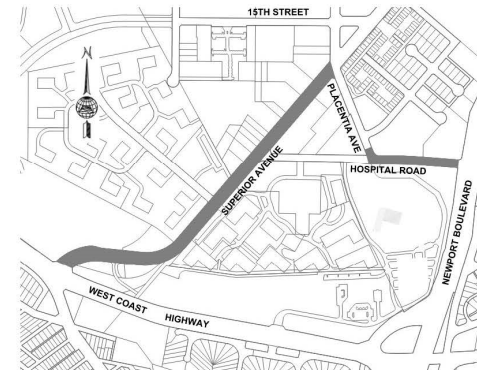 N
15TH STREET
PLACENTIA AVE
HOSPITAL ROAD
SUPERIOR AVENUE
NEWPORT BOULEVARD
WEST COAST HIGHWAY